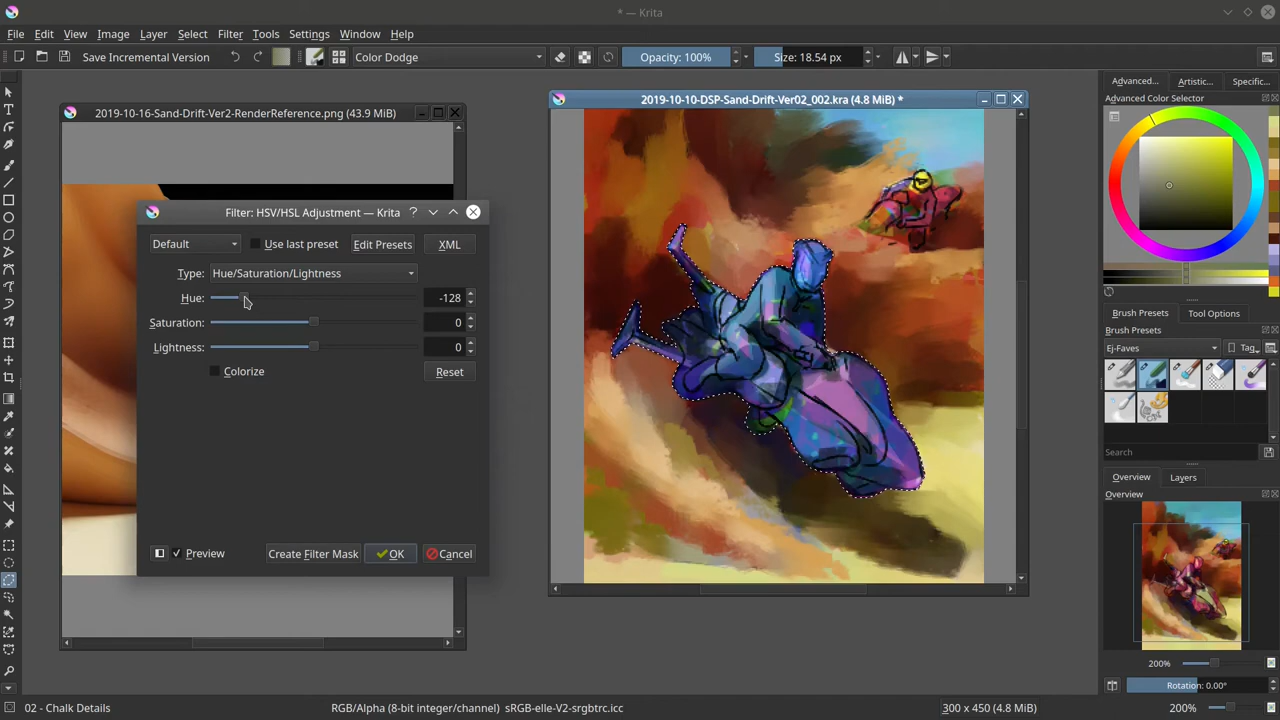 * — Krita
File Edit View Image Layer Select Filter Tools Settings Window Help
Save Incremental Version Color Dodge Opacity: 100% Size: 18.54 px
2019-10-16-Sand-Drift-Ver2-RenderReference.png (43.9 MiB)
2019-10-10-DSP-Sand-Drift-Ver02_002.kra (4.8 MiB) *
Filter: HSV/HSL Adjustment — Krita ?
Default Use last preset Edit Presets XML
Type: Hue/Saturation/Lightness
Hue: -128
Saturation: 0
Lightness: 0
Colorize Reset
Preview Create Filter Mask OK Cancel
Advanced... Artistic... Specific...
Advanced Color Selector
Brush Presets Tool Options
Brush Presets
Ej-Faves Tag
Search
Overview Layers
Overview
200%
Rotation: 0.00°
02 - Chalk Details RGB/Alpha (8-bit integer/channel) sRGB-elle-V2-srgbtrc.icc 300 x 450 (4.8 MiB) 200%